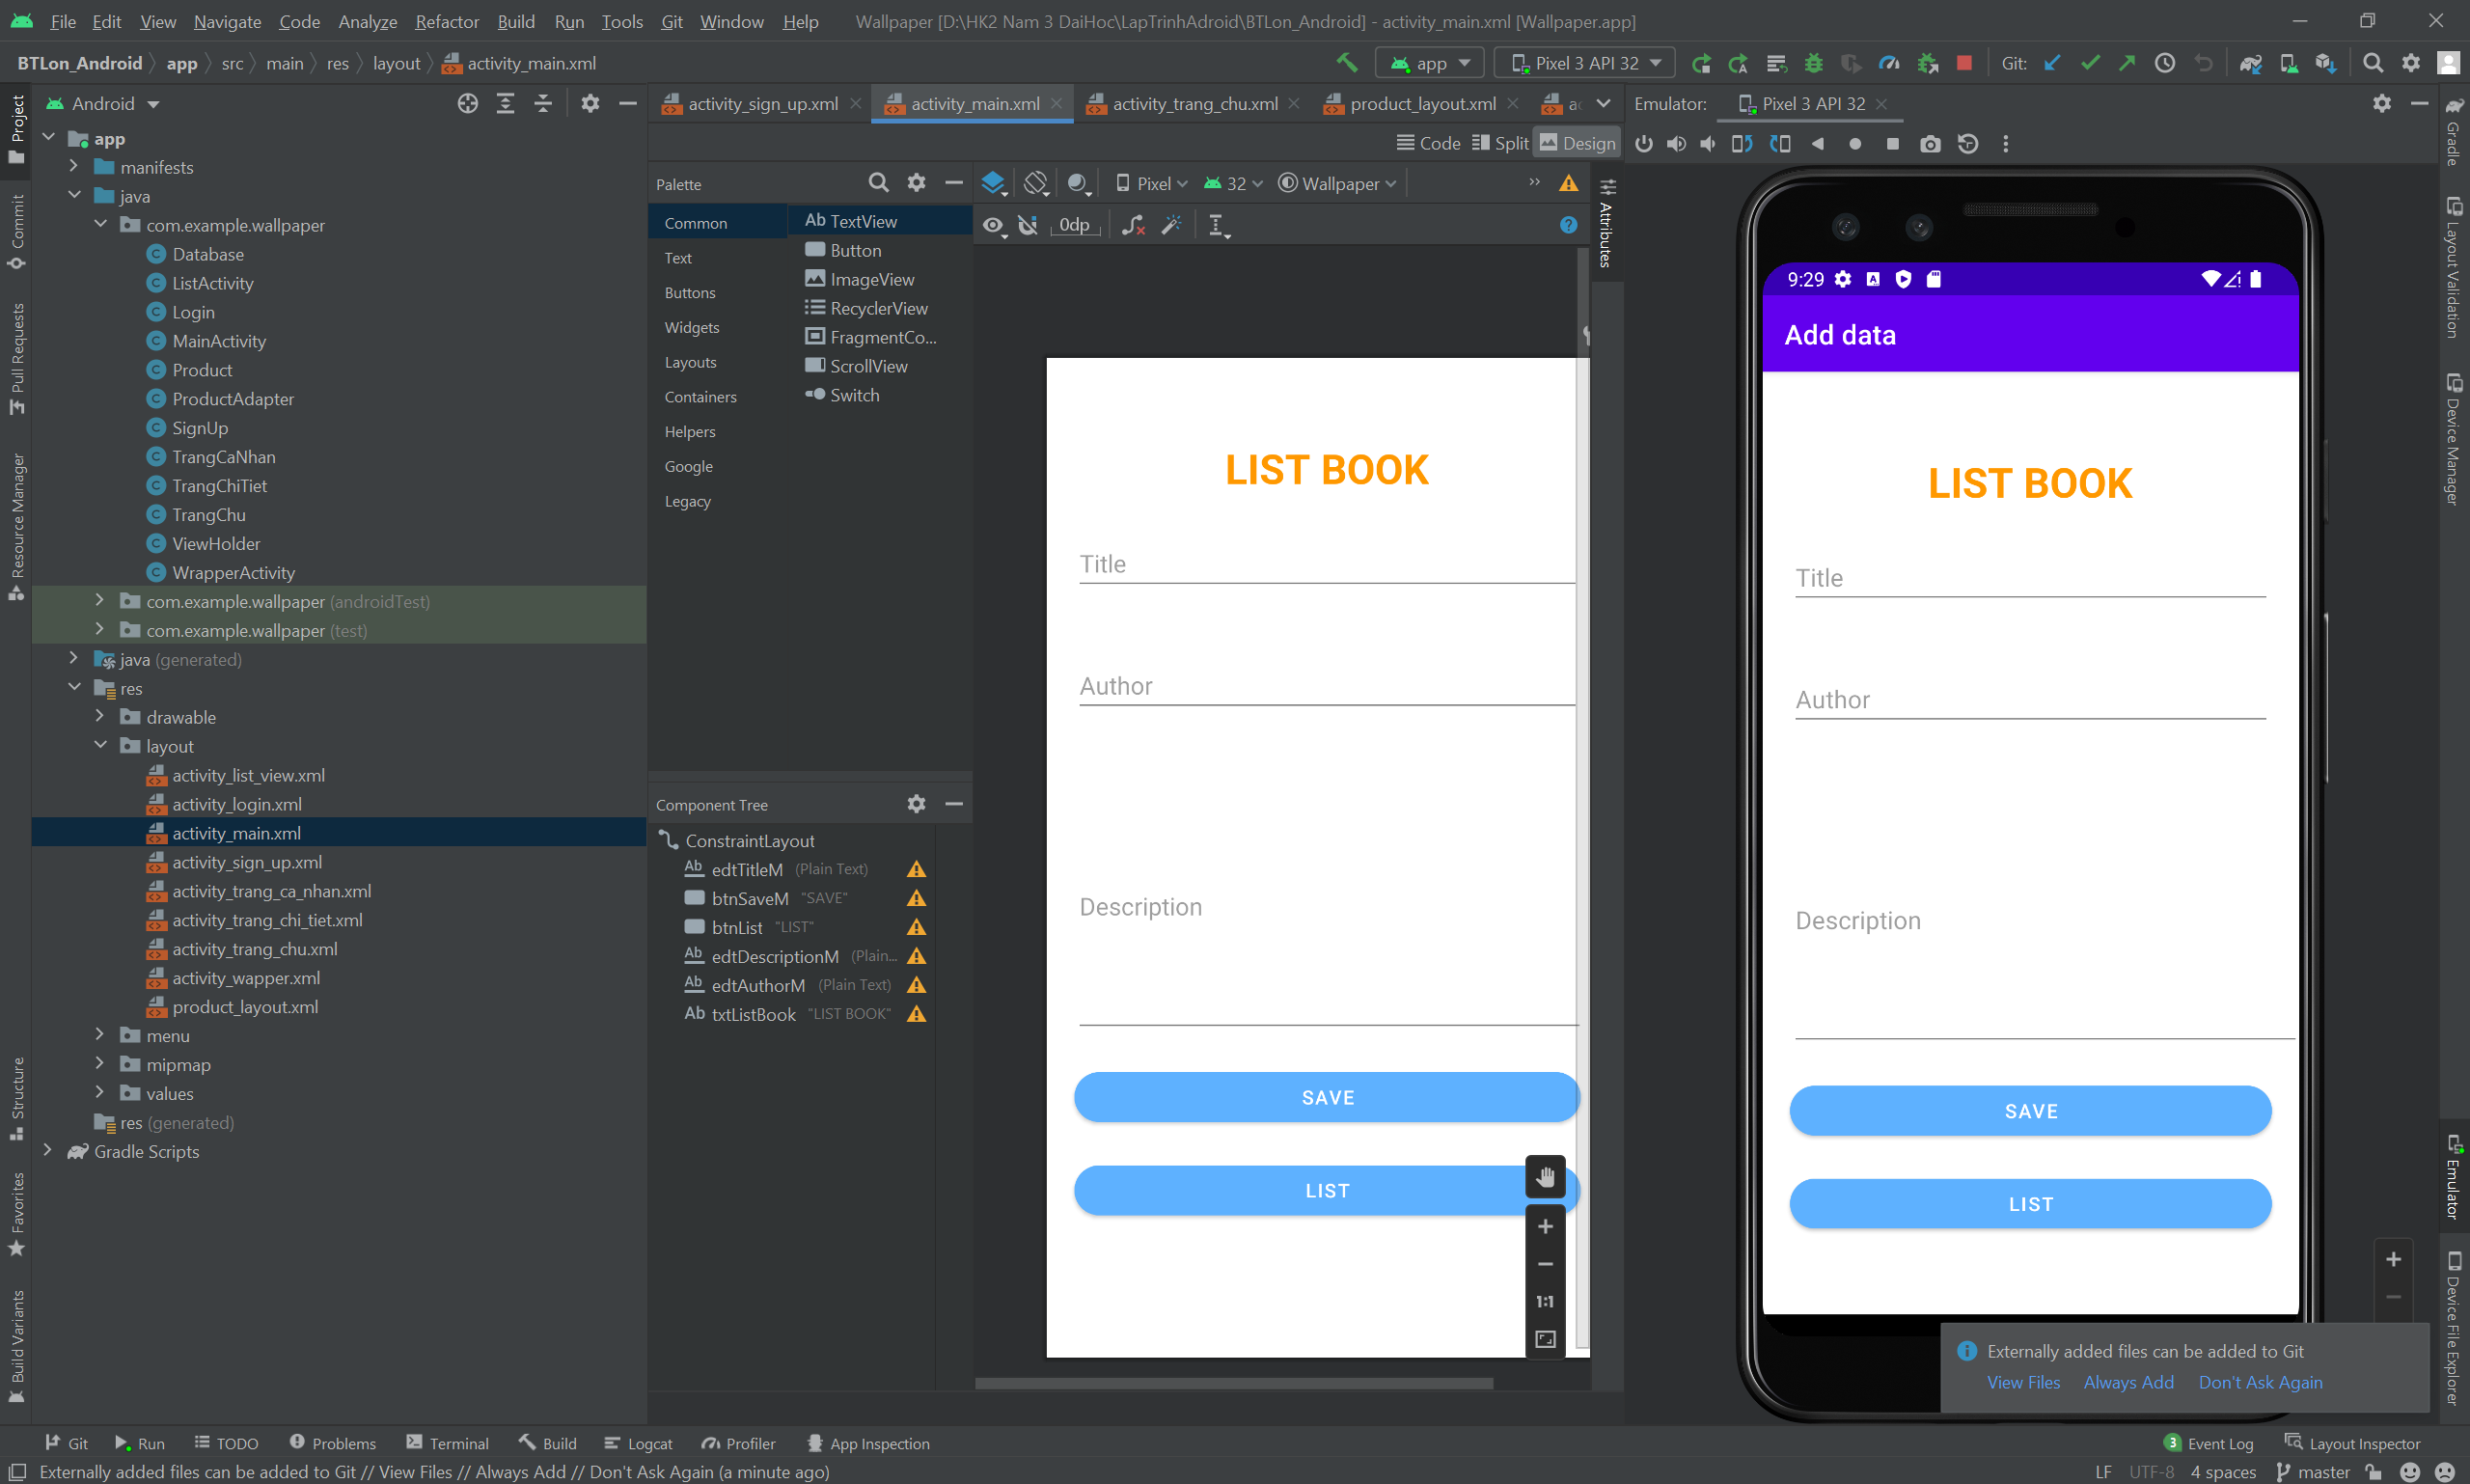 File Edit View Navigate Code Analyze Refactor Build Run Tools Git Window Help Wallpaper [D:\HK2 Nam 3 DaiHoc\LapTrinhAdroid\BTLon_Android] - activity_main.xml [Wallpaper.app]
BTLon_Android app src main res layout activity_main.xml app Pixel 3 API 32 Git:
Android
activity_sign_up.xml activity_main.xml activity_trang_chu.xml product_layout.xml
Emulator: Pixel 3 API 32
Code Split Design
Project
Commit
Pull Requests
Resource Manager
Structure
Favorites
Build Variants
app
manifests
java
com.example.wallpaper
Database
ListActivity
Login
MainActivity
Product
ProductAdapter
SignUp
TrangCaNhan
TrangChiTiet
TrangChu
ViewHolder
WrapperActivity
com.example.wallpaper (androidTest)
com.example.wallpaper (test)
java (generated)
res
drawable
layout
activity_list_view.xml
activity_login.xml
activity_main.xml
activity_sign_up.xml
activity_trang_ca_nhan.xml
activity_trang_chi_tiet.xml
activity_trang_chu.xml
activity_wapper.xml
product_layout.xml
menu
mipmap
values
res (generated)
Gradle Scripts
Palette
Common
Text
Buttons
Widgets
Layouts
Containers
Helpers
Google
Legacy
Ab TextView
Button
ImageView
RecyclerView
FragmentCo...
ScrollView
Switch
Component Tree
ConstraintLayout
Ab edtTitleM (Plain Text)
btnSaveM "SAVE"
btnList "LIST"
Ab edtDescriptionM (Plain...
Ab edtAuthorM (Plain Text)
Ab txtListBook "LIST BOOK"
Pixel 32 Wallpaper
0dp
Attributes
LIST BOOK
Title
Author
Description
SAVE
LIST
1:1
9:29
Add data
LIST BOOK
Title
Author
Description
SAVE
LIST
Gradle
Layout Validation
Device Manager
Emulator
Device File Explorer
Externally added files can be added to Git
View Files Always Add Don't Ask Again
Git Run TODO Problems Terminal Build Logcat Profiler App Inspection 3 Event Log Layout Inspector
Externally added files can be added to Git // View Files // Always Add // Don't Ask Again (a minute ago) LF UTF-8 4 spaces master